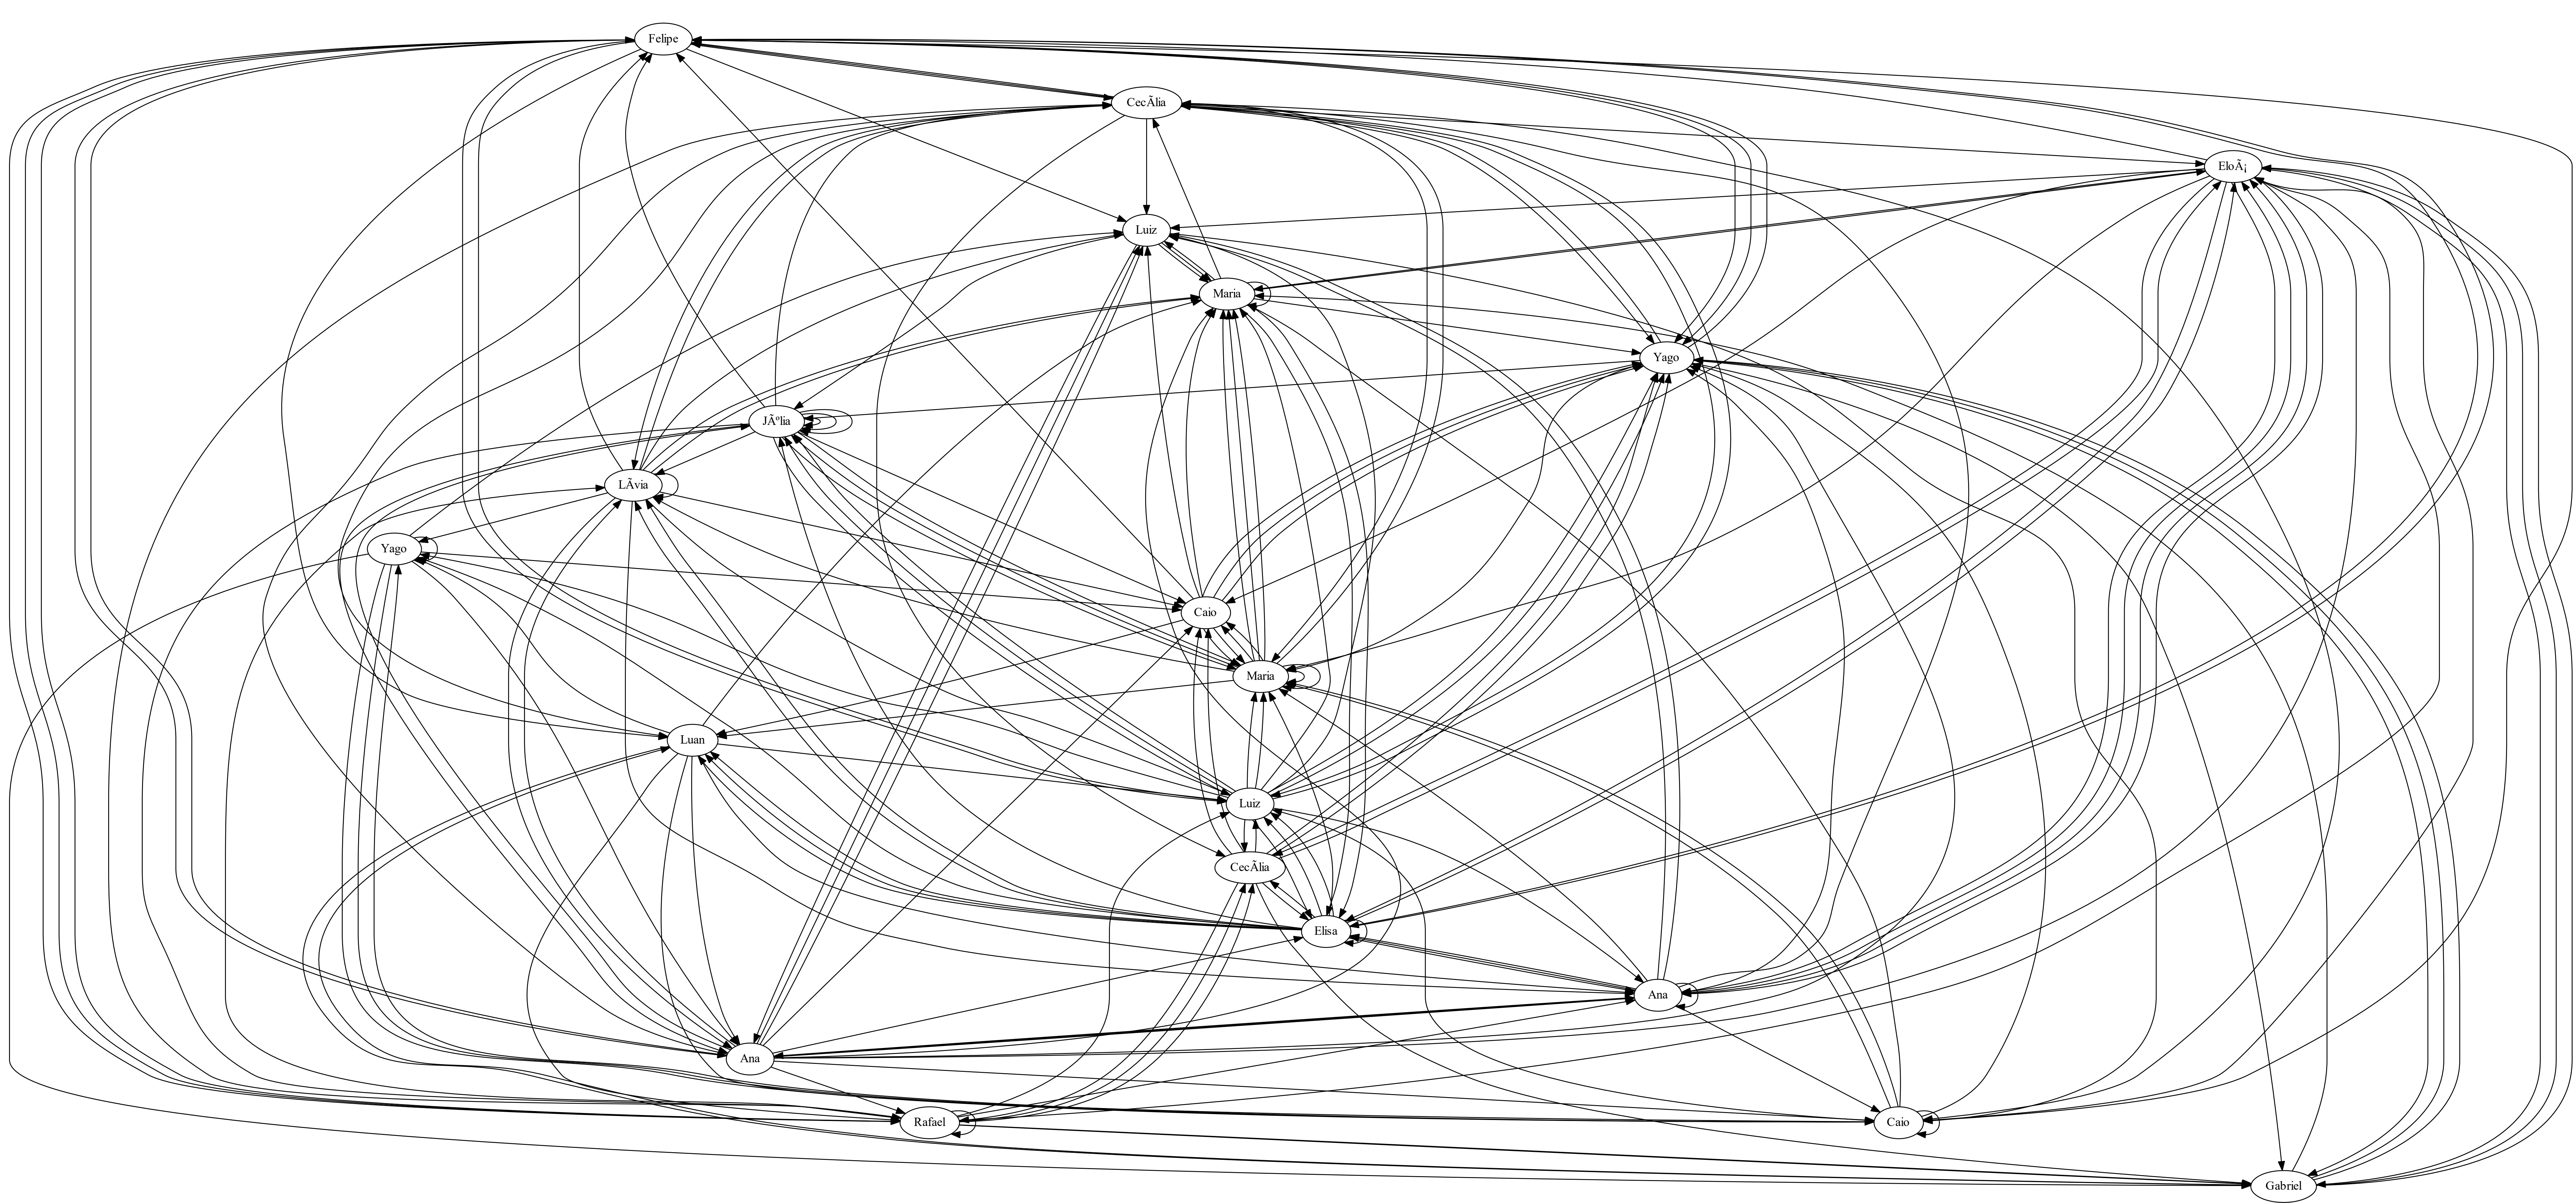 Felipe
CecÃlia
EloÃ¡
Luiz
Maria
Yago
JÃºlia
LÃvia
Yago
Caio
Maria
Luan
Luiz
CecÃlia
Elisa
Ana
Ana
Rafael
Caio
Gabriel